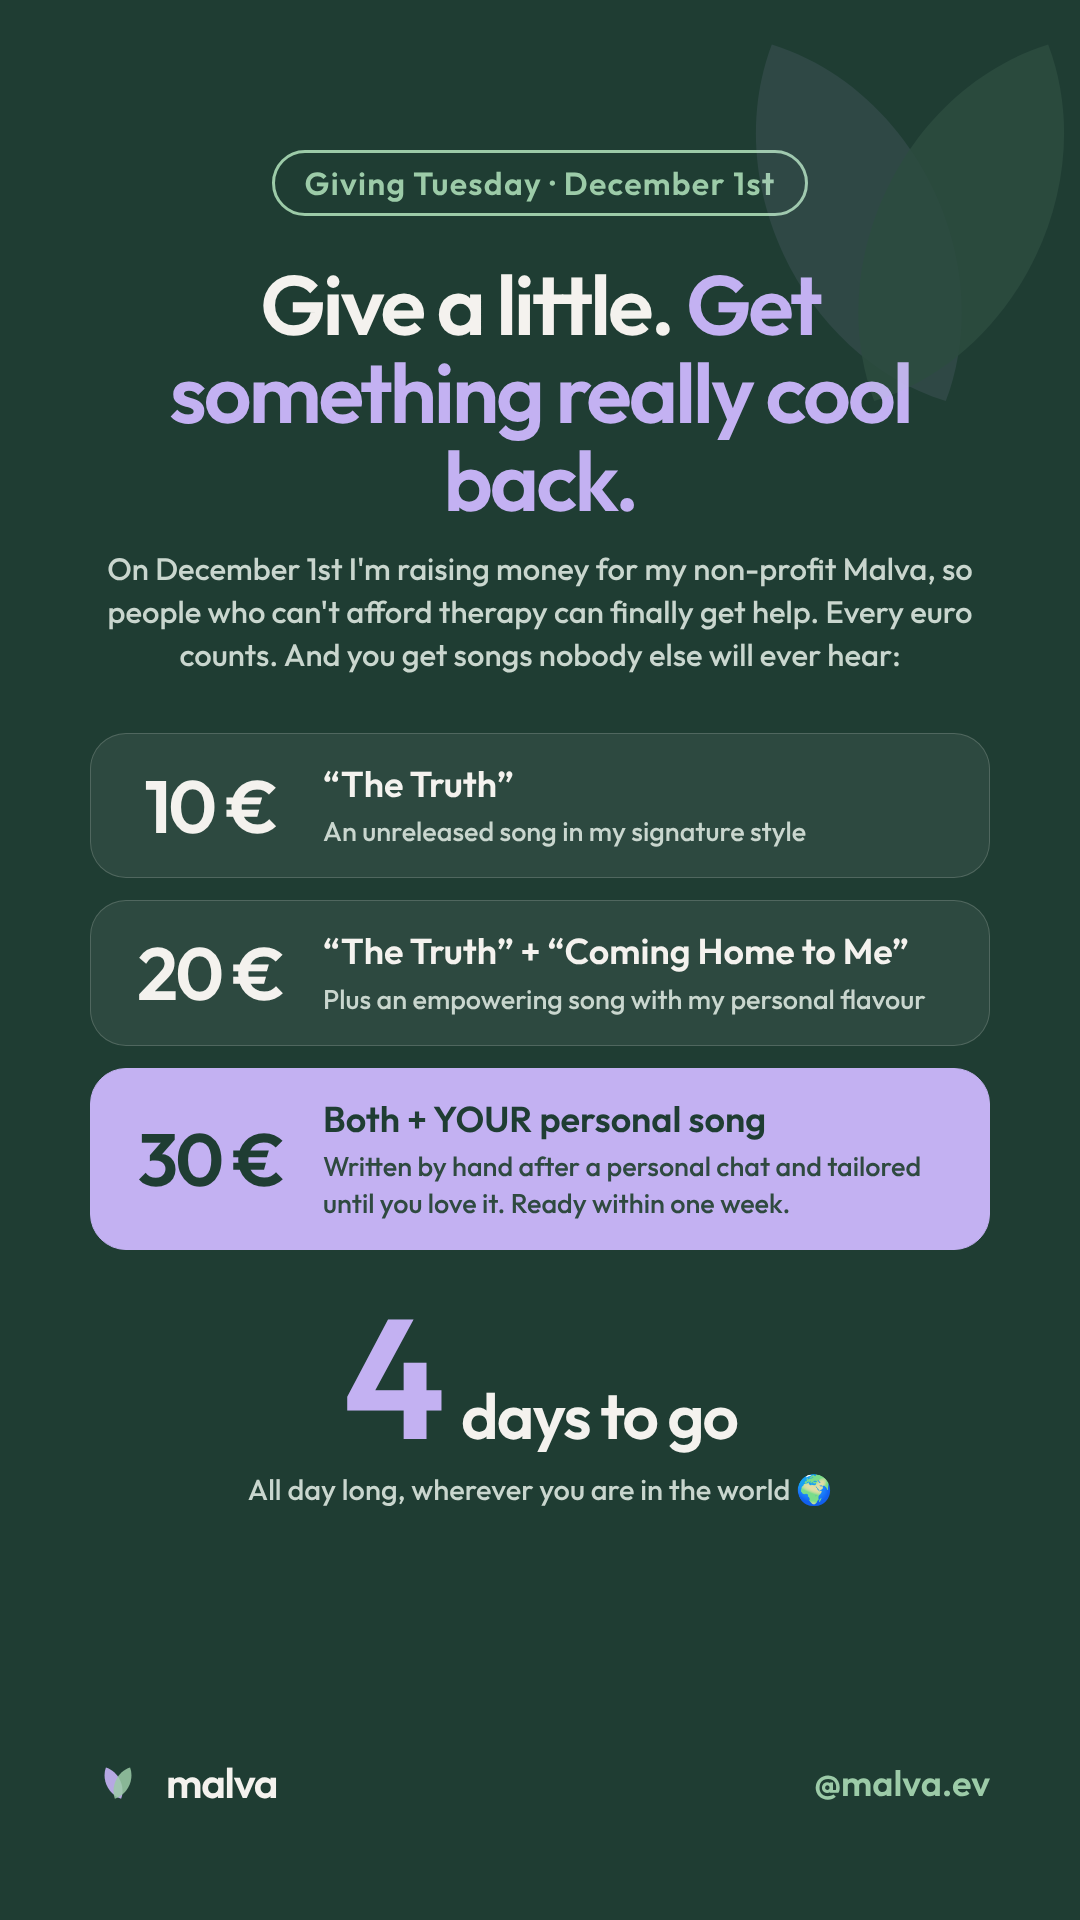 Giving Tuesday · December 1st
Give a little. Get
something really cool
back.
On December 1st I'm raising money for my non-profit Malva, so
people who can't afford therapy can finally get help. Every euro
counts. And you get songs nobody else will ever hear:
10 €
“The Truth”
An unreleased song in my signature style
20 €
“The Truth” + “Coming Home to Me”
Plus an empowering song with my personal flavour
30 €
Both + YOUR personal song
Written by hand after a personal chat and tailored
until you love it. Ready within one week.
4 days to go
All day long, wherever you are in the world 🌍
malva
@malva.ev